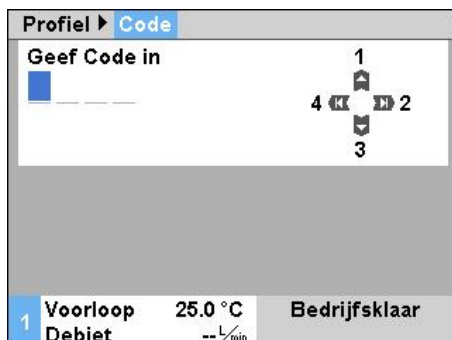 Profiel ▶ Code
Geef Code in
1
4 2
3
1
Voorloop 25.0 °C Bedrijfsklaar
Debiet -- L/min